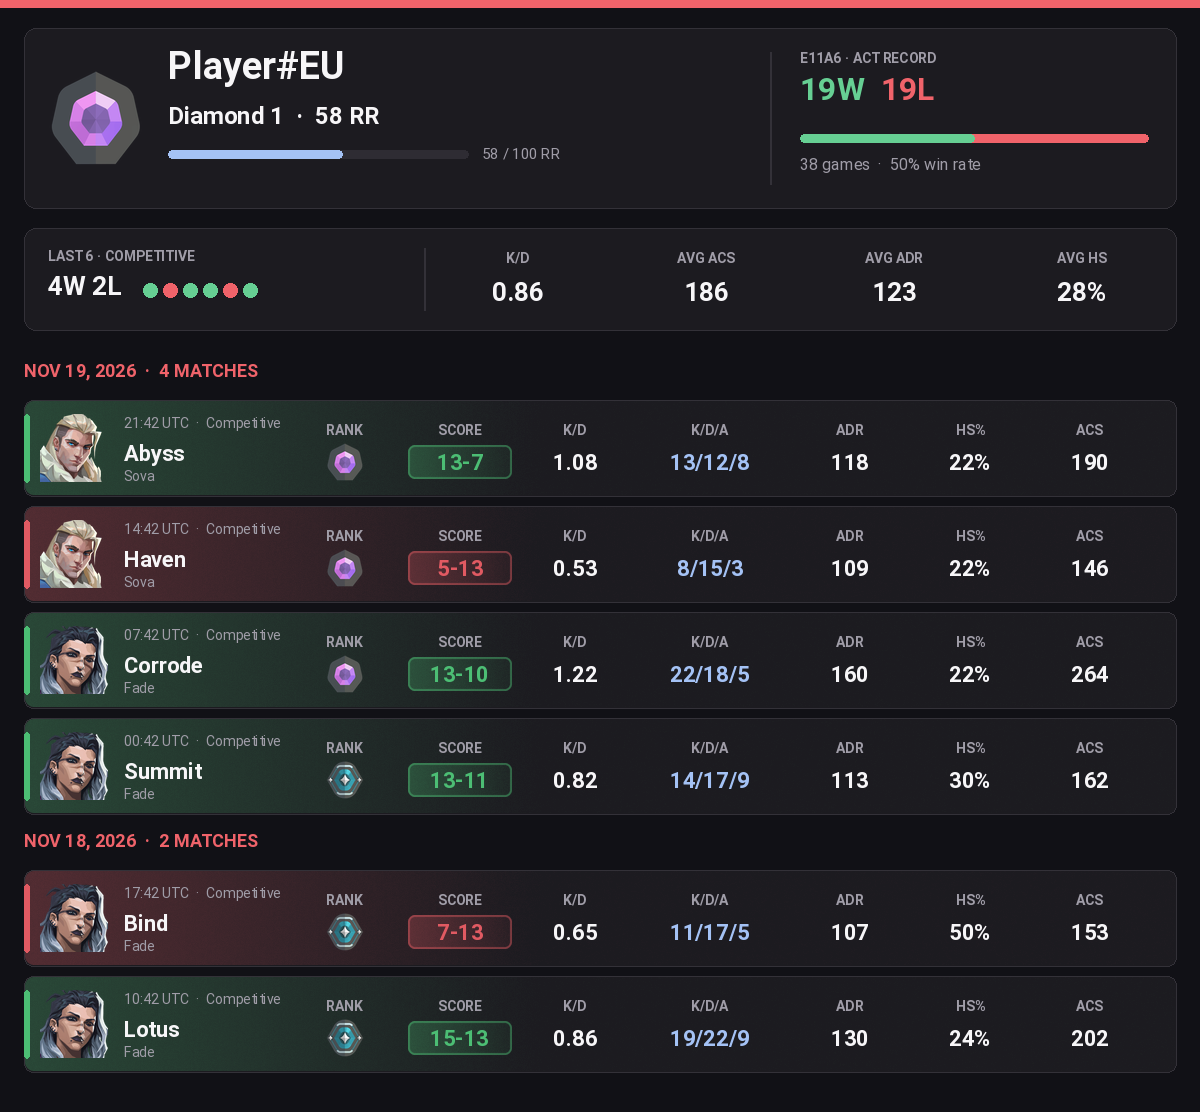 Player#EU
Diamond 1 · 58 RR
58 / 100 RR
E11A6 · ACT RECORD
19W 19L
38 games · 50% win rate
LAST 6 · COMPETITIVE
4W 2L
K/D
0.86
AVG ACS
186
AVG ADR
123
AVG HS
28%
NOV 19, 2026 · 4 MATCHES
21:42 UTC · Competitive
Abyss
Sova
RANK SCORE K/D K/D/A ADR HS% ACS
13-7 1.08 13/12/8 118 22% 190
14:42 UTC · Competitive
Haven
Sova
RANK SCORE K/D K/D/A ADR HS% ACS
5-13 0.53 8/15/3 109 22% 146
07:42 UTC · Competitive
Corrode
Fade
RANK SCORE K/D K/D/A ADR HS% ACS
13-10 1.22 22/18/5 160 22% 264
00:42 UTC · Competitive
Summit
Fade
RANK SCORE K/D K/D/A ADR HS% ACS
13-11 0.82 14/17/9 113 30% 162
NOV 18, 2026 · 2 MATCHES
17:42 UTC · Competitive
Bind
Fade
RANK SCORE K/D K/D/A ADR HS% ACS
7-13 0.65 11/17/5 107 50% 153
10:42 UTC · Competitive
Lotus
Fade
RANK SCORE K/D K/D/A ADR HS% ACS
15-13 0.86 19/22/9 130 24% 202